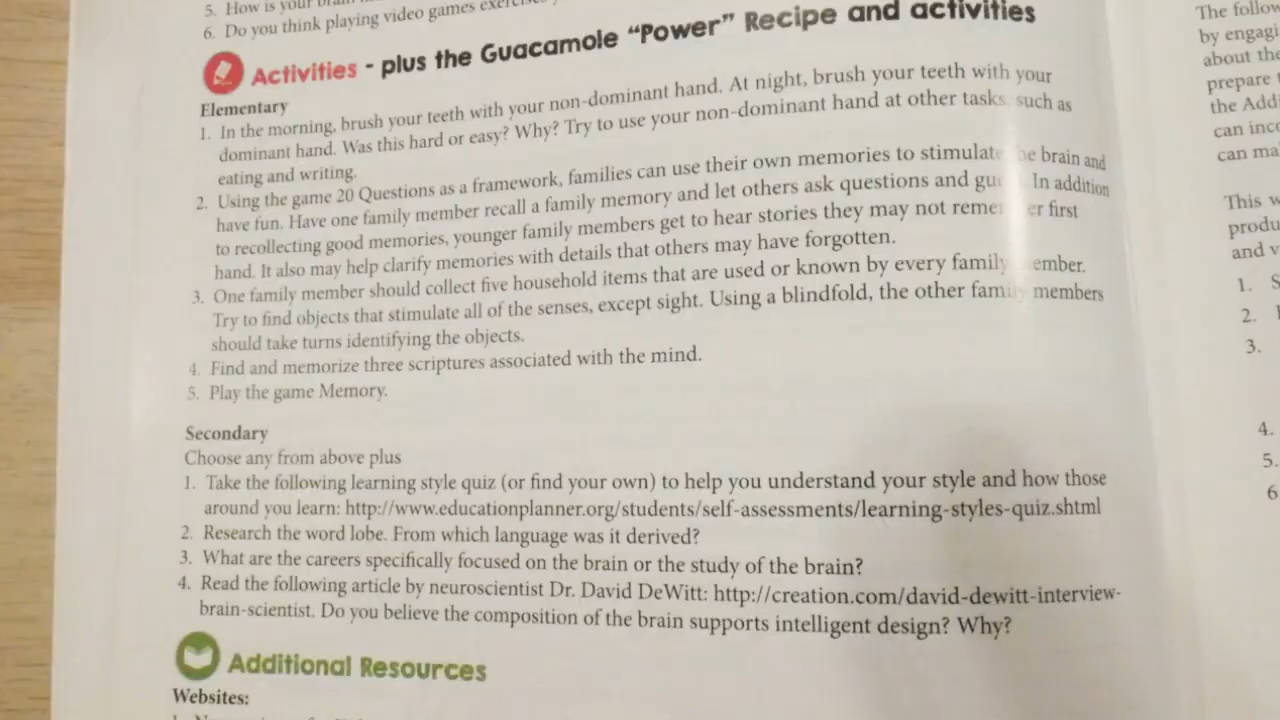 5. How is your brain
6. Do you think playing video games
Activities - plus the Guacamole “Power” Recipe and activities
Elementary
1. In the morning, brush your teeth with your non-dominant hand. At night, brush your teeth with your
dominant hand. Was this hard or easy? Why? Try to use your non-dominant hand at other tasks such as
eating and writing.
2. Using the game 20 Questions as a framework, families can use their own memories to stimulate the brain and
have fun. Have one family member recall a family memory and let others ask questions and In addition
to recollecting good memories, younger family members get to hear stories they may not remember first
hand. It also may help clarify memories with details that others may have forgotten.
3. One family member should collect five household items that are used or known by every family member.
Try to find objects that stimulate all of the senses, except sight. Using a blindfold, the other family members
should take turns identifying the objects.
4. Find and memorize three scriptures associated with the mind.
5. Play the game Memory.
Secondary
Choose any from above plus
1. Take the following learning style quiz (or find your own) to help you understand your style and how those
around you learn: http://www.educationplanner.org/students/self-assessments/learning-styles-quiz.shtml
2. Research the word lobe. From which language was it derived?
3. What are the careers specifically focused on the brain or the study of the brain?
4. Read the following article by neuroscientist Dr. David DeWitt: http://creation.com/david-dewitt-interview-
brain-scientist. Do you believe the composition of the brain supports intelligent design? Why?
Additional Resources
Websites:
The
by
about the
prepare
the
can
can
This
and
1. S
2.
3.
4.
5.
6